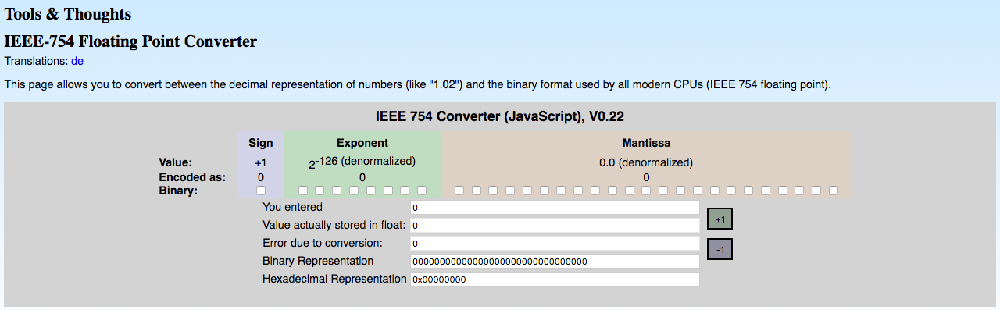 Tools & Thoughts
IEEE-754 Floating Point Converter
Translations: de
This page allows you to convert between the decimal representation of numbers (like "1.02") and the binary format used by all modern CPUs (IEEE 754 floating point).
IEEE 754 Converter (JavaScript), V0.22
Sign Exponent Mantissa
Value: +1 2-126 (denormalized) 0.0 (denormalized)
Encoded as: 0 0 0
Binary:
You entered 0
Value actually stored in float: 0
Error due to conversion: 0
Binary Representation 00000000000000000000000000000000
Hexadecimal Representation 0x00000000
+1
-1